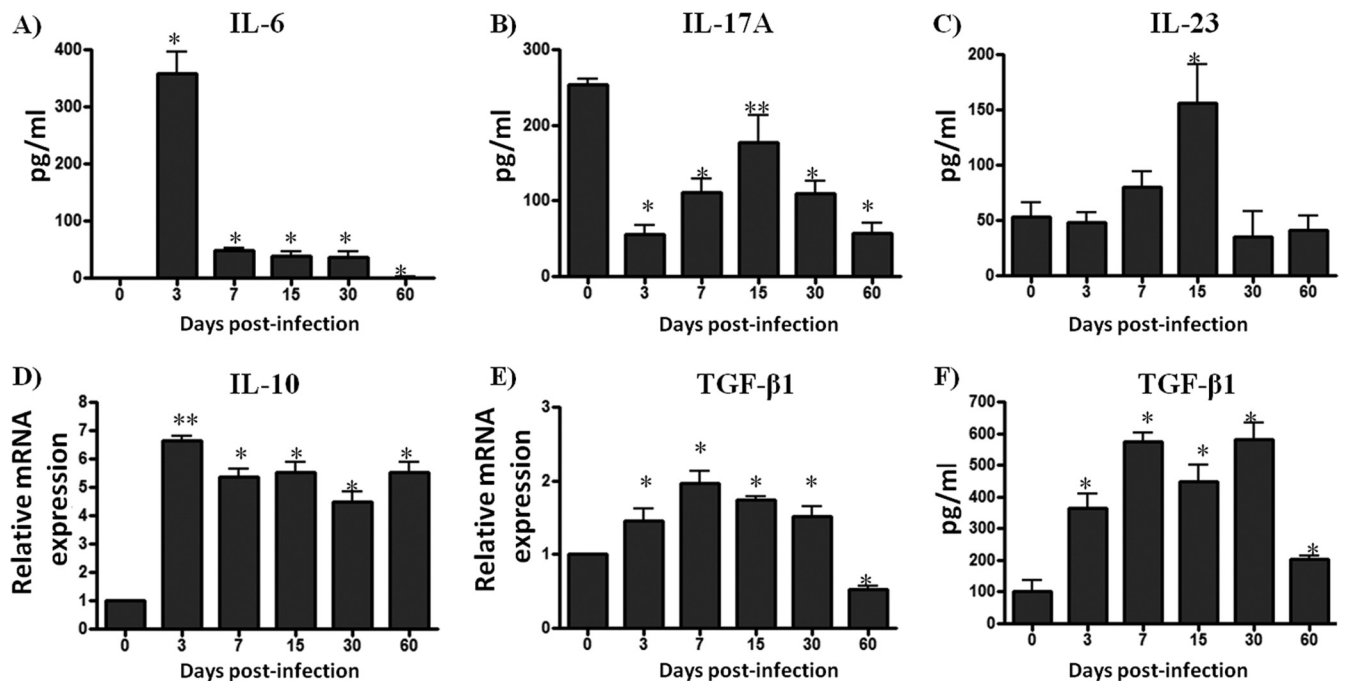 A) IL-6
pg/ml
400
300
200
100
0
*
*
*
*
*
0 3 7 15 30 60
Days post-infection
B) IL-17A
pg/ml
300
200
100
0
*
*
**
*
*
0 3 7 15 30 60
Days post-infection
C) IL-23
pg/ml
200
150
100
50
0
*
0 3 7 15 30 60
Days post-infection
D) IL-10
Relative mRNA
expression
8
7
6
5
4
3
2
1
0
**
*
*
*
*
0 3 7 15 30 60
Days post-infection
E) TGF-β1
Relative mRNA
expression
3
2
1
0
*
*
*
*
*
0 3 7 15 30 60
Days post-infection
F) TGF-β1
pg/ml
700
600
500
400
300
200
100
0
*
*
*
*
*
0 3 7 15 30 60
Days post-infection